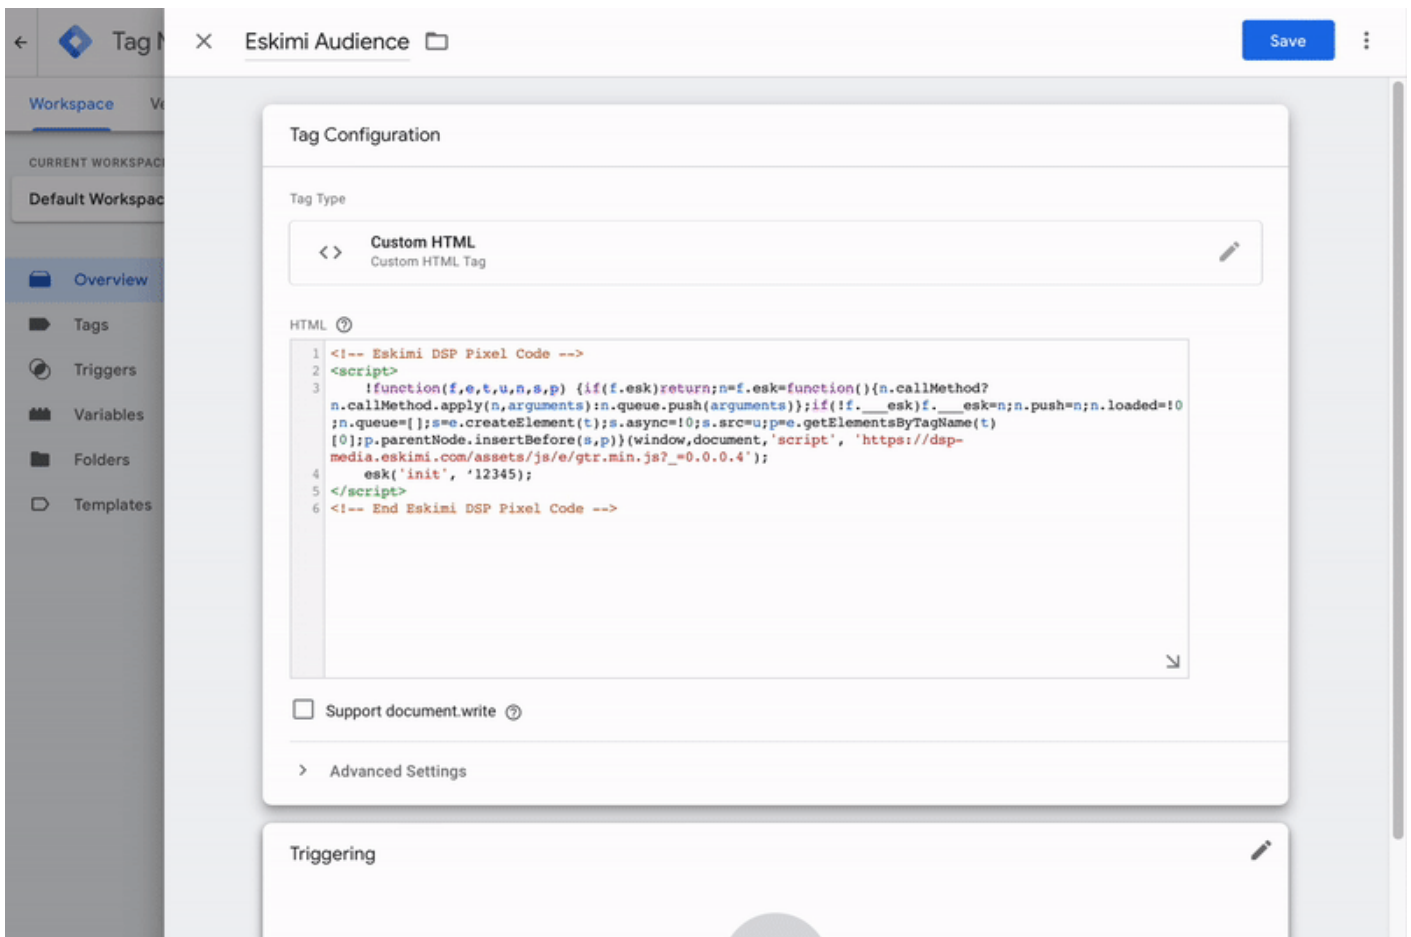 Tag
Eskimi Audience
Save
Workspace
CURRENT WORKSPAC
Default Workspac
Overview
Tags
Triggers
Variables
Folders
Templates
Tag Configuration
Tag Type
Custom HTML
Custom HTML Tag
HTML
1 <!-- Eskimi DSP Pixel Code -->
2 <script>
3 !function(f,e,t,u,n,s,p) {if(f.esk)return;n=f.esk=function(){n.callMethod?
n.callMethod.apply(n,arguments):n.queue.push(arguments)};if(!f.___esk)f.___esk=n;n.push=n;n.loaded=!0
;n.queue=[];s=e.createElement(t);s.async=!0;s.src=u;p=e.getElementsByTagName(t)
[0];p.parentNode.insertBefore(s,p)}(window,document,'script', 'https://dsp-
media.eskimi.com/assets/js/e/gtr.min.js?_=0.0.0.4');
4 esk('init', ‘12345);
5 </script>
6 <!-- End Eskimi DSP Pixel Code -->
Support document.write
Advanced Settings
Triggering